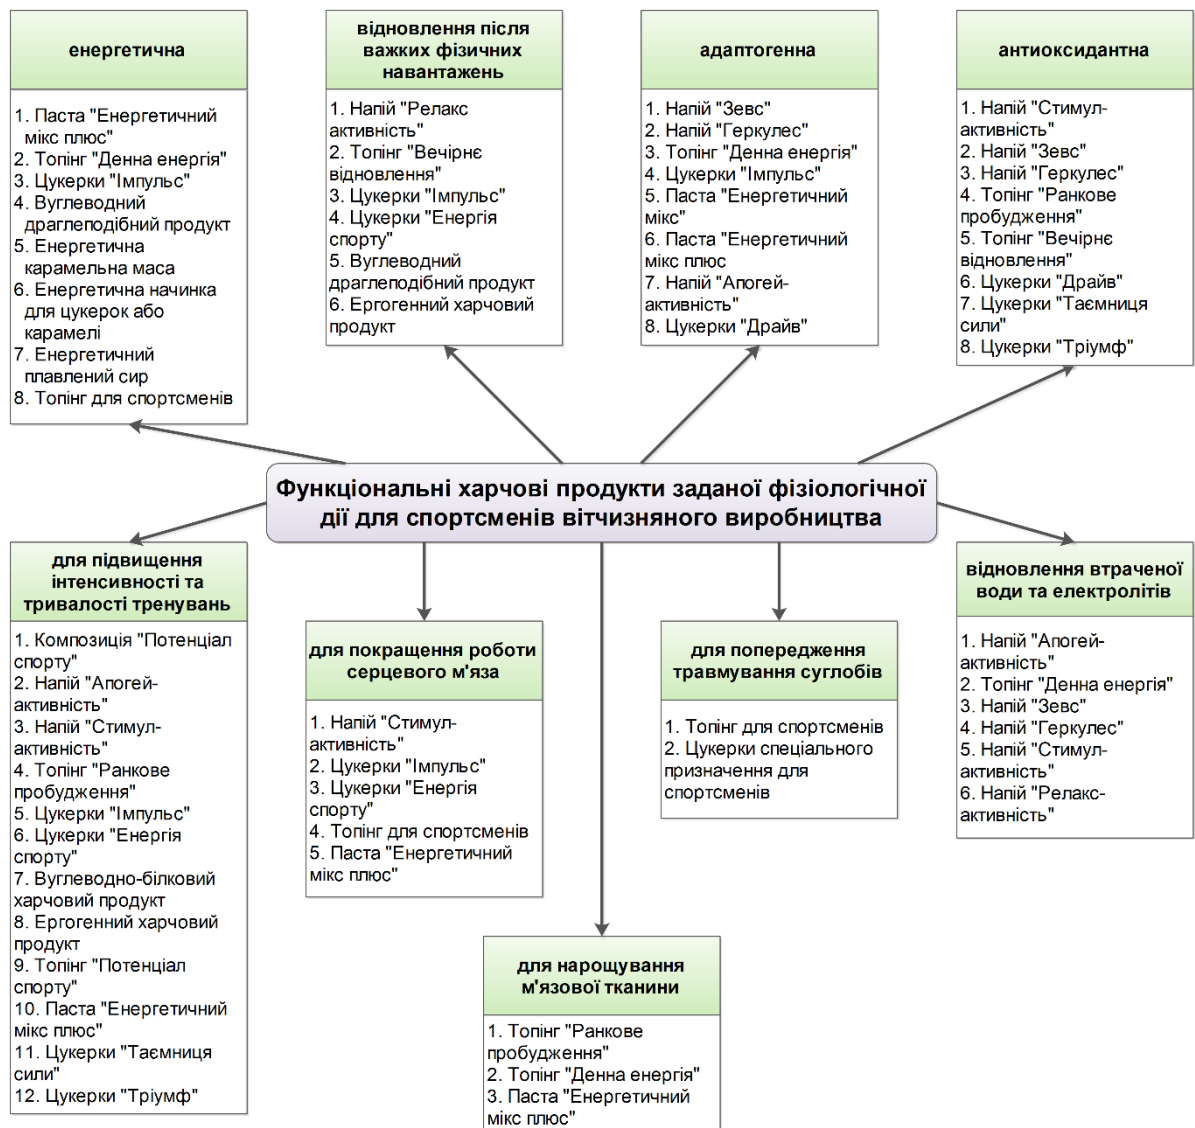 енергетична
1. Паста "Енергетичний
мікс плюс"
2. Топінг "Денна енергія"
3. Цукерки "Імпульс"
4. Вуглеводний
драглеподібний продукт
5. Енергетична
карамельна маса
6. Енергетична начинка
для цукерок або
карамелі
7. Енергетичний
плавлений сир
8. Топінг для спортсменів
відновлення після
важких фізичних
навантажень
1. Напій "Релакс
активність"
2. Топінг "Вечірнє
відновлення"
3. Цукерки "Імпульс"
4. Цукерки "Енергія
спорту"
5. Вуглеводний
драглеподібний продукт
6. Ергогенний харчовий
продукт
адаптогенна
1. Напій "Зевс"
2. Напій "Геркулес"
3. Топінг "Денна енергія"
4. Цукерки "Імпульс"
5. Паста "Енергетичний
мікс"
6. Паста "Енергетичний
мікс плюс
7. Напій "Апогей-
активність"
8. Цукерки "Драйв"
антиоксидантна
1. Напій "Стимул-
активність"
2. Напій "Зевс"
3. Напій "Геркулес"
4. Топінг "Ранкове
пробудження"
5. Топінг "Вечірнє
відновлення"
6. Цукерки "Драйв"
7. Цукерки "Таємниця
сили"
8. Цукерки "Тріумф"
Функціональні харчові продукти заданої фізіологічної
дії для спортсменів вітчизняного виробництва
для підвищення
інтенсивності та
тривалості тренувань
1. Композиція "Потенціал
спорту"
2. Напій "Апогей-
активність"
3. Напій "Стимул-
активність"
4. Топінг "Ранкове
пробудження"
5. Цукерки "Імпульс"
6. Цукерки "Енергія
спорту"
7. Вуглеводно-білковий
харчовий продукт
8. Ергогенний харчовий
продукт
9. Топінг "Потенціал
спорту"
10. Паста "Енергетичний
мікс плюс"
11. Цукерки "Таємниця
сили"
12. Цукерки "Тріумф"
для покращення роботи
серцевого м'яза
1. Напій "Стимул-
активність"
2. Цукерки "Імпульс"
3. Цукерки "Енергія
спорту"
4. Топінг для спортсменів
5. Паста "Енергетичний
мікс плюс"
для нарощування
м'язової тканини
1. Топінг "Ранкове
пробудження"
2. Топінг "Денна енергія"
3. Паста "Енергетичний
мікс плюс"
для попередження
травмування суглобів
1. Топінг для спортсменів
2. Цукерки спеціального
призначення для
спортсменів
відновлення втраченої
води та електролітів
1. Напій "Апогей-
активність"
2. Топінг "Денна енергія"
3. Напій "Зевс"
4. Напій "Геркулес"
5. Напій "Стимул-
активність"
6. Напій "Релакс-
активність"